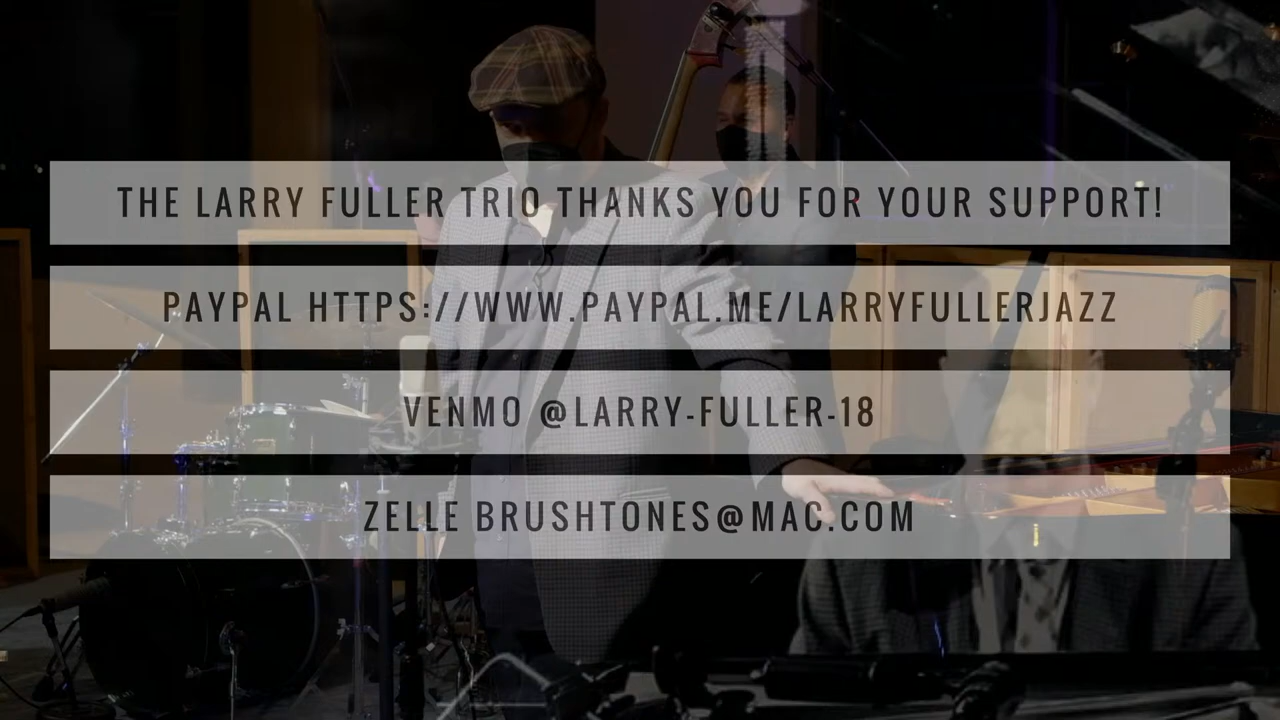 THE LARRY FULLER TRIO THANKS YOU FOR YOUR SUPPORT!
PAYPAL HTTPS://WWW.PAYPAL.ME/LARRYFULLERJAZZ
VENMO @LARRY-FULLER-18
ZELLE BRUSHTONES@MAC.COM